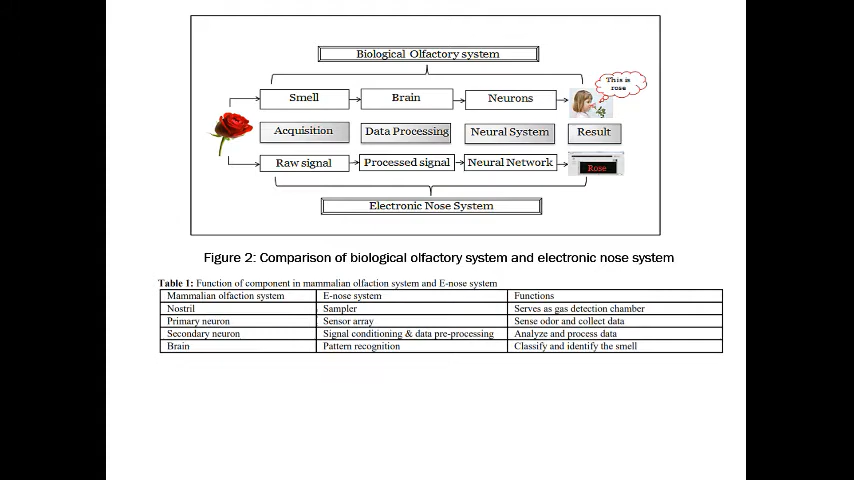 Biological Olfactory system
Smell
Brain
Neurons
This is
rose
Acquisition
Data Processing
Neural System
Result
Raw signal
Processed signal
Neural Network
Rose
Electronic Nose System
Figure 2: Comparison of biological olfactory system and electronic nose system
Table 1: Function of component in mammalian olfaction system and E-nose system
Mammalian olfaction system E-nose system Functions
Nostril Sampler Serves as gas detection chamber
Primary neuron Sensor array Sense odor and collect data
Secondary neuron Signal conditioning & data pre-processing Analyze and process data
Brain Pattern recognition Classify and identify the smell